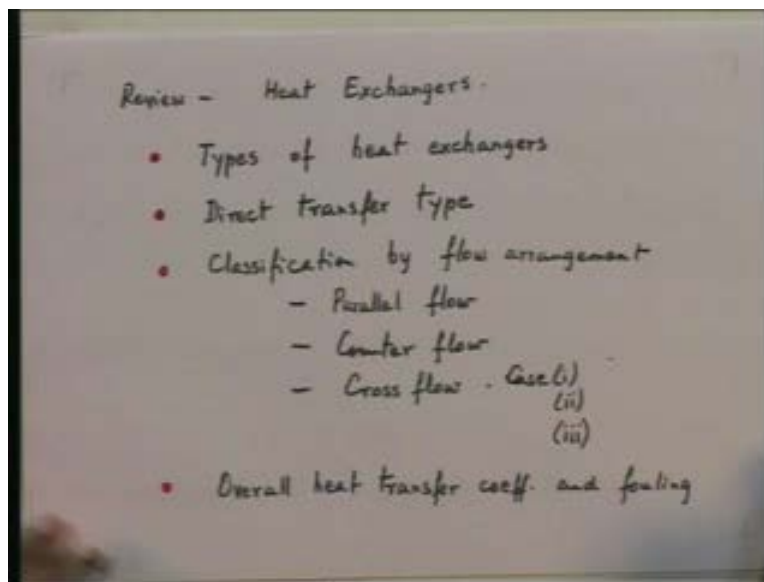 Review - Heat Exchangers.
• Types of heat exchangers
• Direct transfer type
• Classification by flow arrangement
- Parallel flow
- Counter flow
- Cross flow. Case(i)
(ii)
(iii)
• Overall heat transfer coeff. and fouling